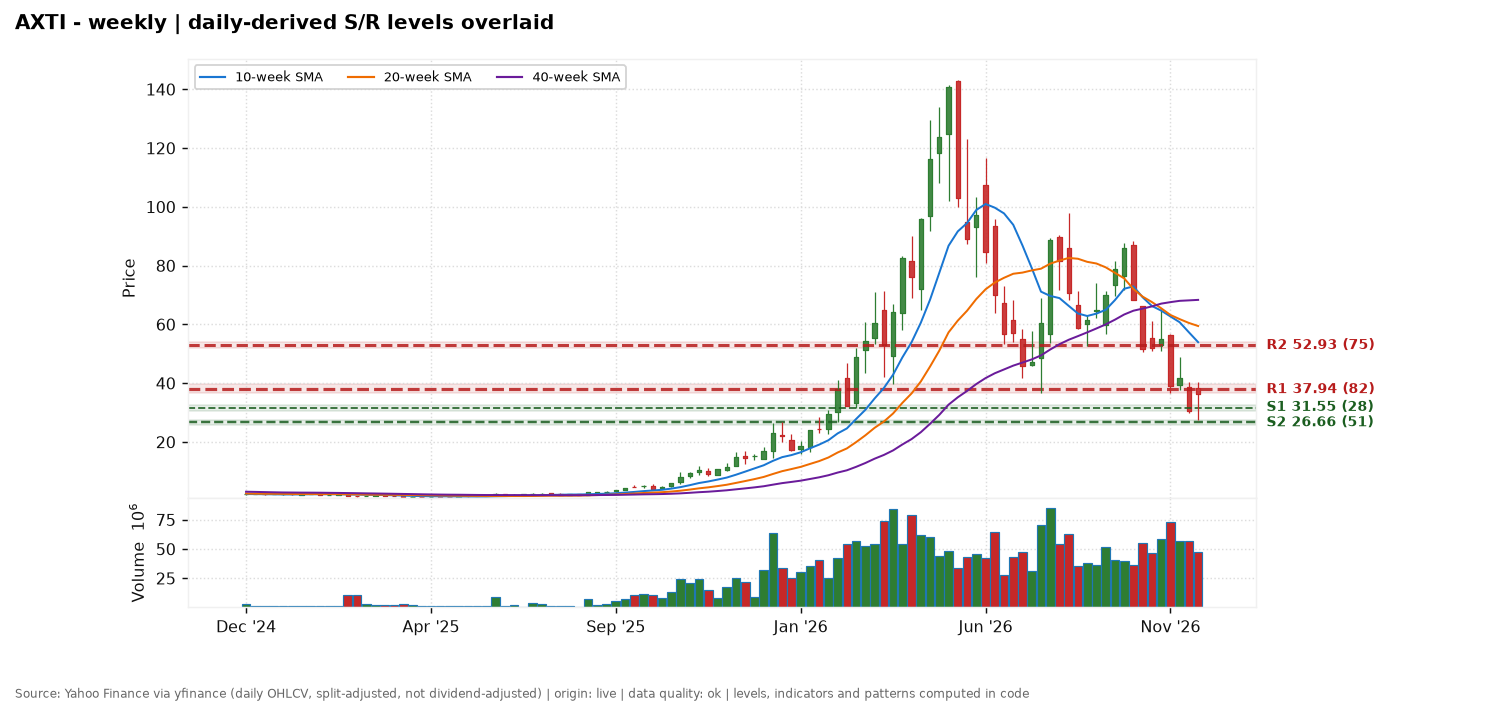 AXTI - weekly | daily-derived S/R levels overlaid
10-week SMA 20-week SMA 40-week SMA
Price
140
120
100
80
60
40
20
R2 52.93 (75)
R1 37.94 (82)
S1 31.55 (28)
S2 26.66 (51)
Volume 10⁶
75
50
25
Dec '24 Apr '25 Sep '25 Jan '26 Jun '26 Nov '26
Source: Yahoo Finance via yfinance (daily OHLCV, split-adjusted, not dividend-adjusted) | origin: live | data quality: ok | levels, indicators and patterns computed in code